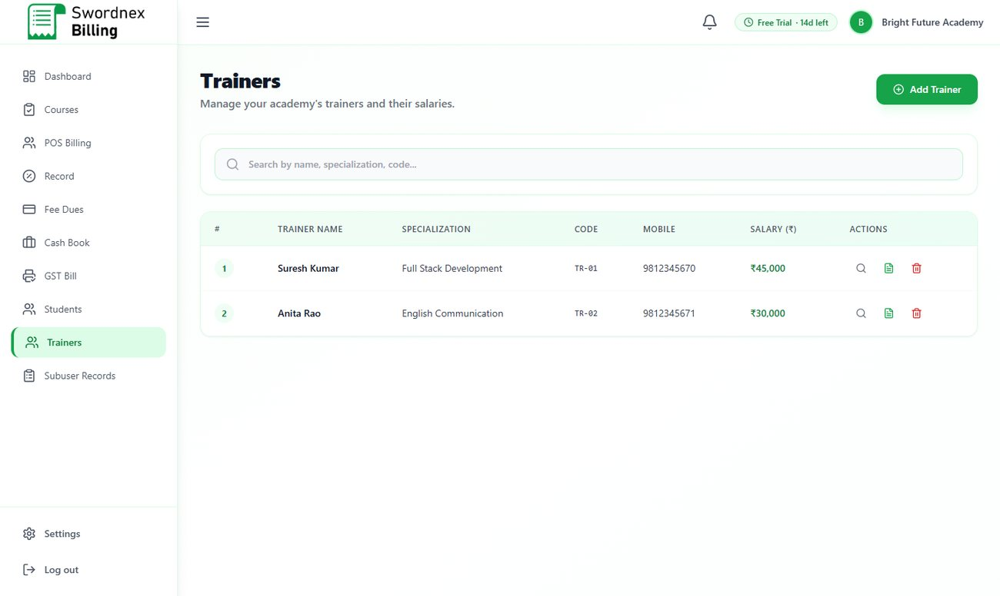 Swordnex
Billing
Free Trial · 14d left
B
Bright Future Academy
Dashboard
Courses
POS Billing
Record
Fee Dues
Cash Book
GST Bill
Students
Trainers
Subuser Records
Settings
Log out
Trainers
Manage your academy's trainers and their salaries.
Add Trainer
Search by name, specialization, code...
# TRAINER NAME SPECIALIZATION CODE MOBILE SALARY (₹) ACTIONS
1 Suresh Kumar Full Stack Development TR-01 9812345670 ₹45,000
2 Anita Rao English Communication TR-02 9812345671 ₹30,000